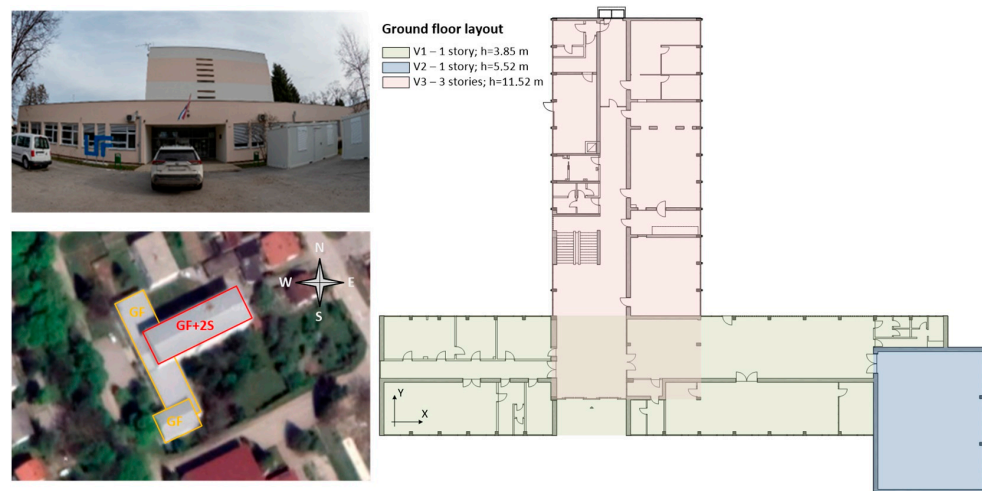 Ground floor layout
V1 – 1 story; h=3.85 m
V2 – 1 story; h=5.52 m
V3 – 3 stories; h=11.52 m
UF
N
W
E
S
GF
GF+2S
GF
Y
X